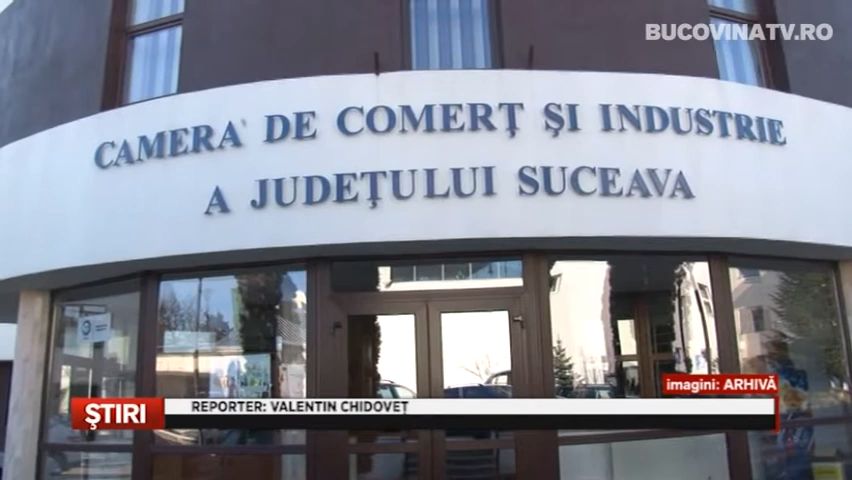 BUCOVINATV.RO
CAMERA DE COMERŢ ŞI INDUSTRIE
A JUDEŢULUI SUCEAVA
imagini: ARHIVĂ
ŞTIRI
REPORTER: VALENTIN CHIDOVEŢ